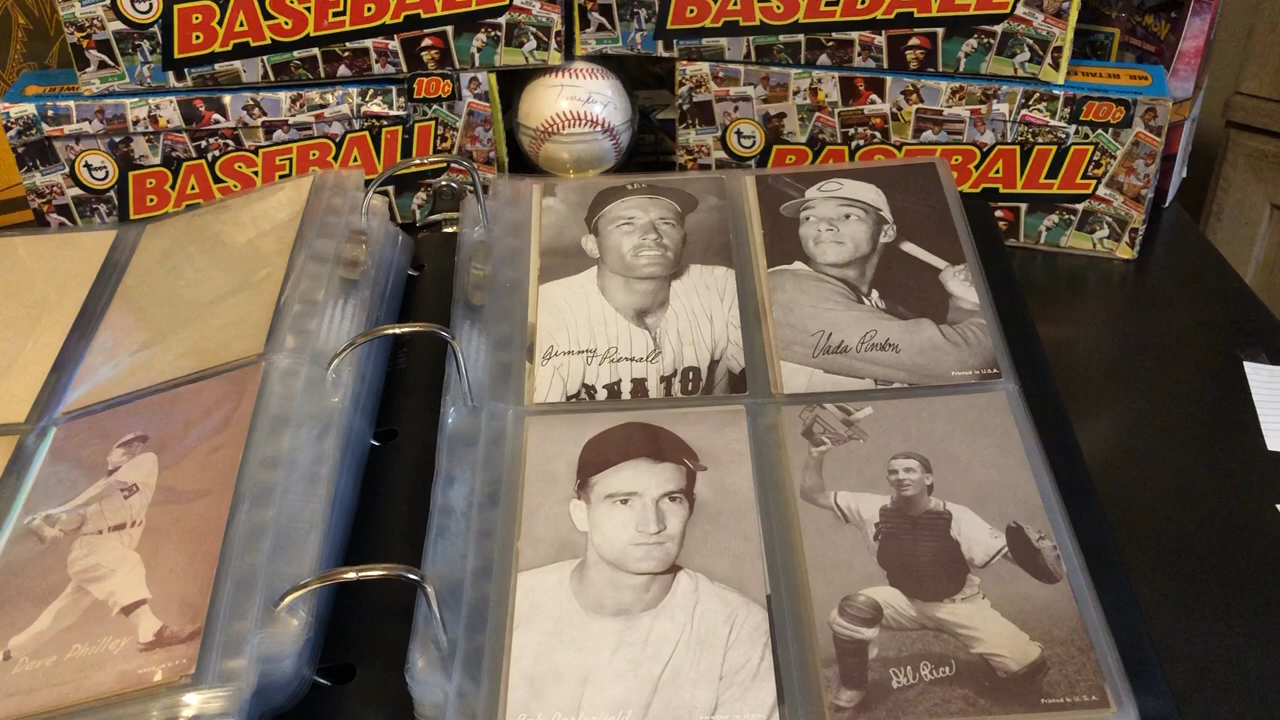 BASEBALL
BASEBALL
10¢
BASEBALL
MR. RETAILER
10¢
BASEBALL
Jimmy Piersall
Vada Pinson
Printed in U.S.A.
Dave Philley
Del Rice
Printed in U.S.A.